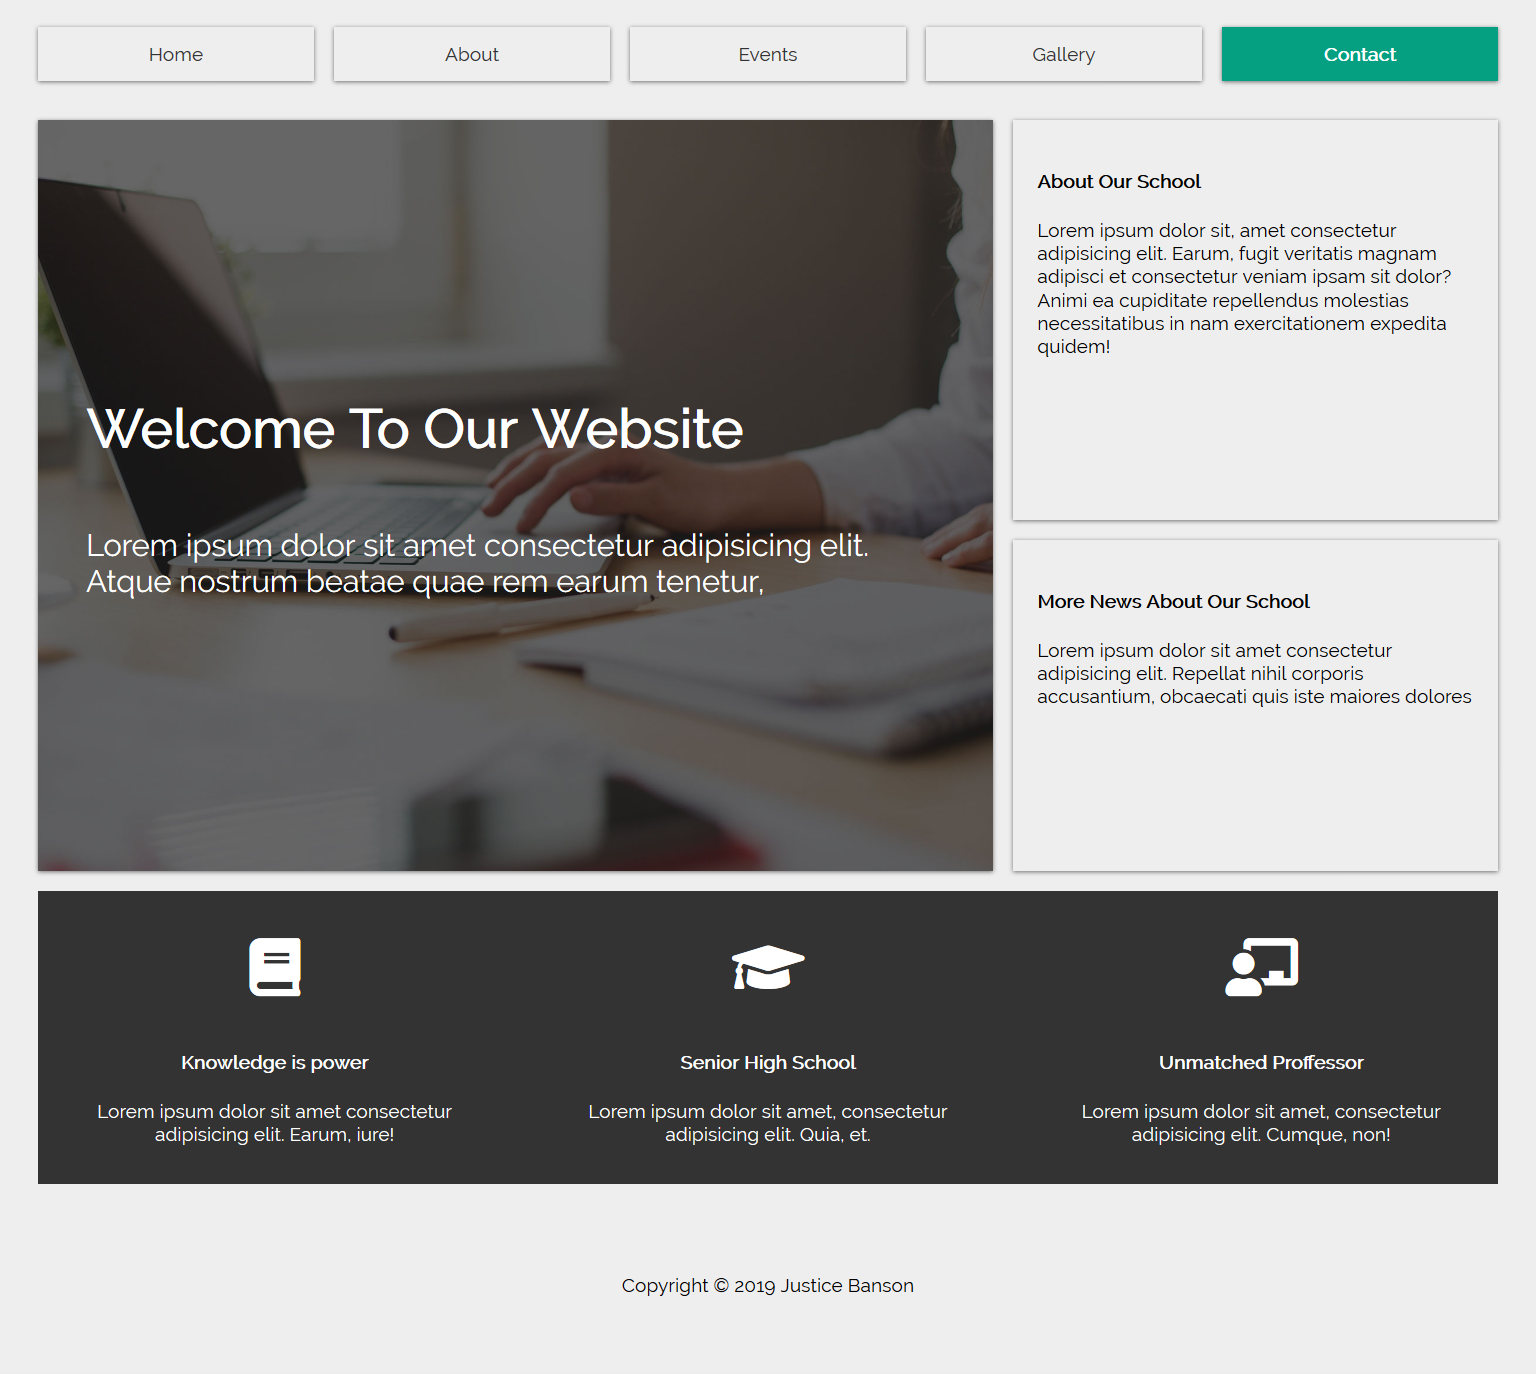 Home
About
Events
Gallery
Contact
Welcome To Our Website
Lorem ipsum dolor sit amet consectetur adipisicing elit.
Atque nostrum beatae quae rem earum tenetur,
About Our School
Lorem ipsum dolor sit, amet consectetur
adipisicing elit. Earum, fugit veritatis magnam
adipisci et consectetur veniam ipsam sit dolor?
Animi ea cupiditate repellendus molestias
necessitatibus in nam exercitationem expedita
quidem!
More News About Our School
Lorem ipsum dolor sit amet consectetur
adipisicing elit. Repellat nihil corporis
accusantium, obcaecati quis iste maiores dolores
Knowledge is power
Lorem ipsum dolor sit amet consectetur
adipisicing elit. Earum, iure!
Senior High School
Lorem ipsum dolor sit amet, consectetur
adipisicing elit. Quia, et.
Unmatched Proffessor
Lorem ipsum dolor sit amet, consectetur
adipisicing elit. Cumque, non!
Copyright © 2019 Justice Banson